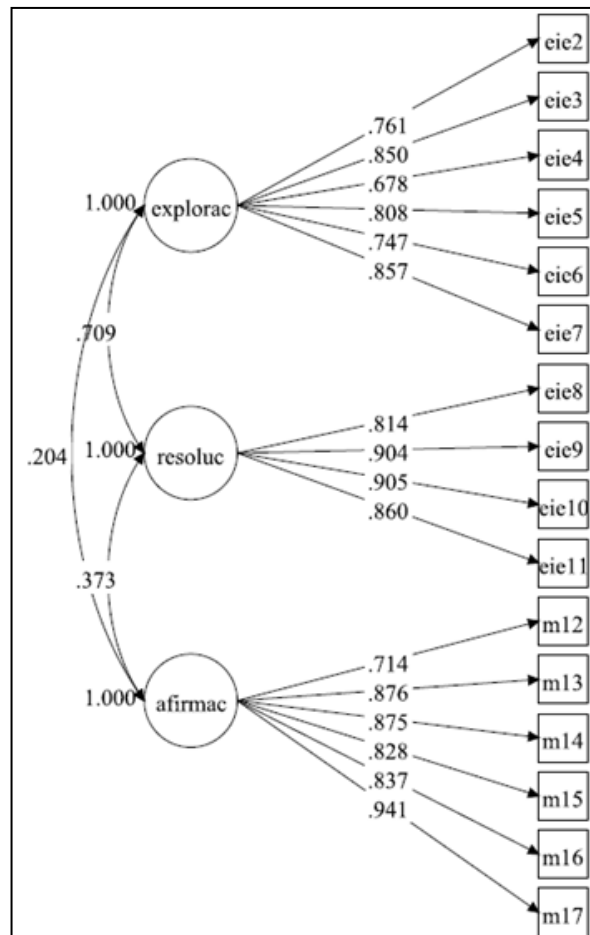 eie2
eie3
.761
.850
eie4
1.000
explorac
.678
.808
eie5
.747
eie6
.857
eie7
.709
eie8
.814
.904
eie9
.204
1.000
resoluc
.905
eie10
.860
eie11
.373
m12
.714
m13
1.000
afirmac
.876
.875
m14
.828
.837
m15
.941
m16
m17